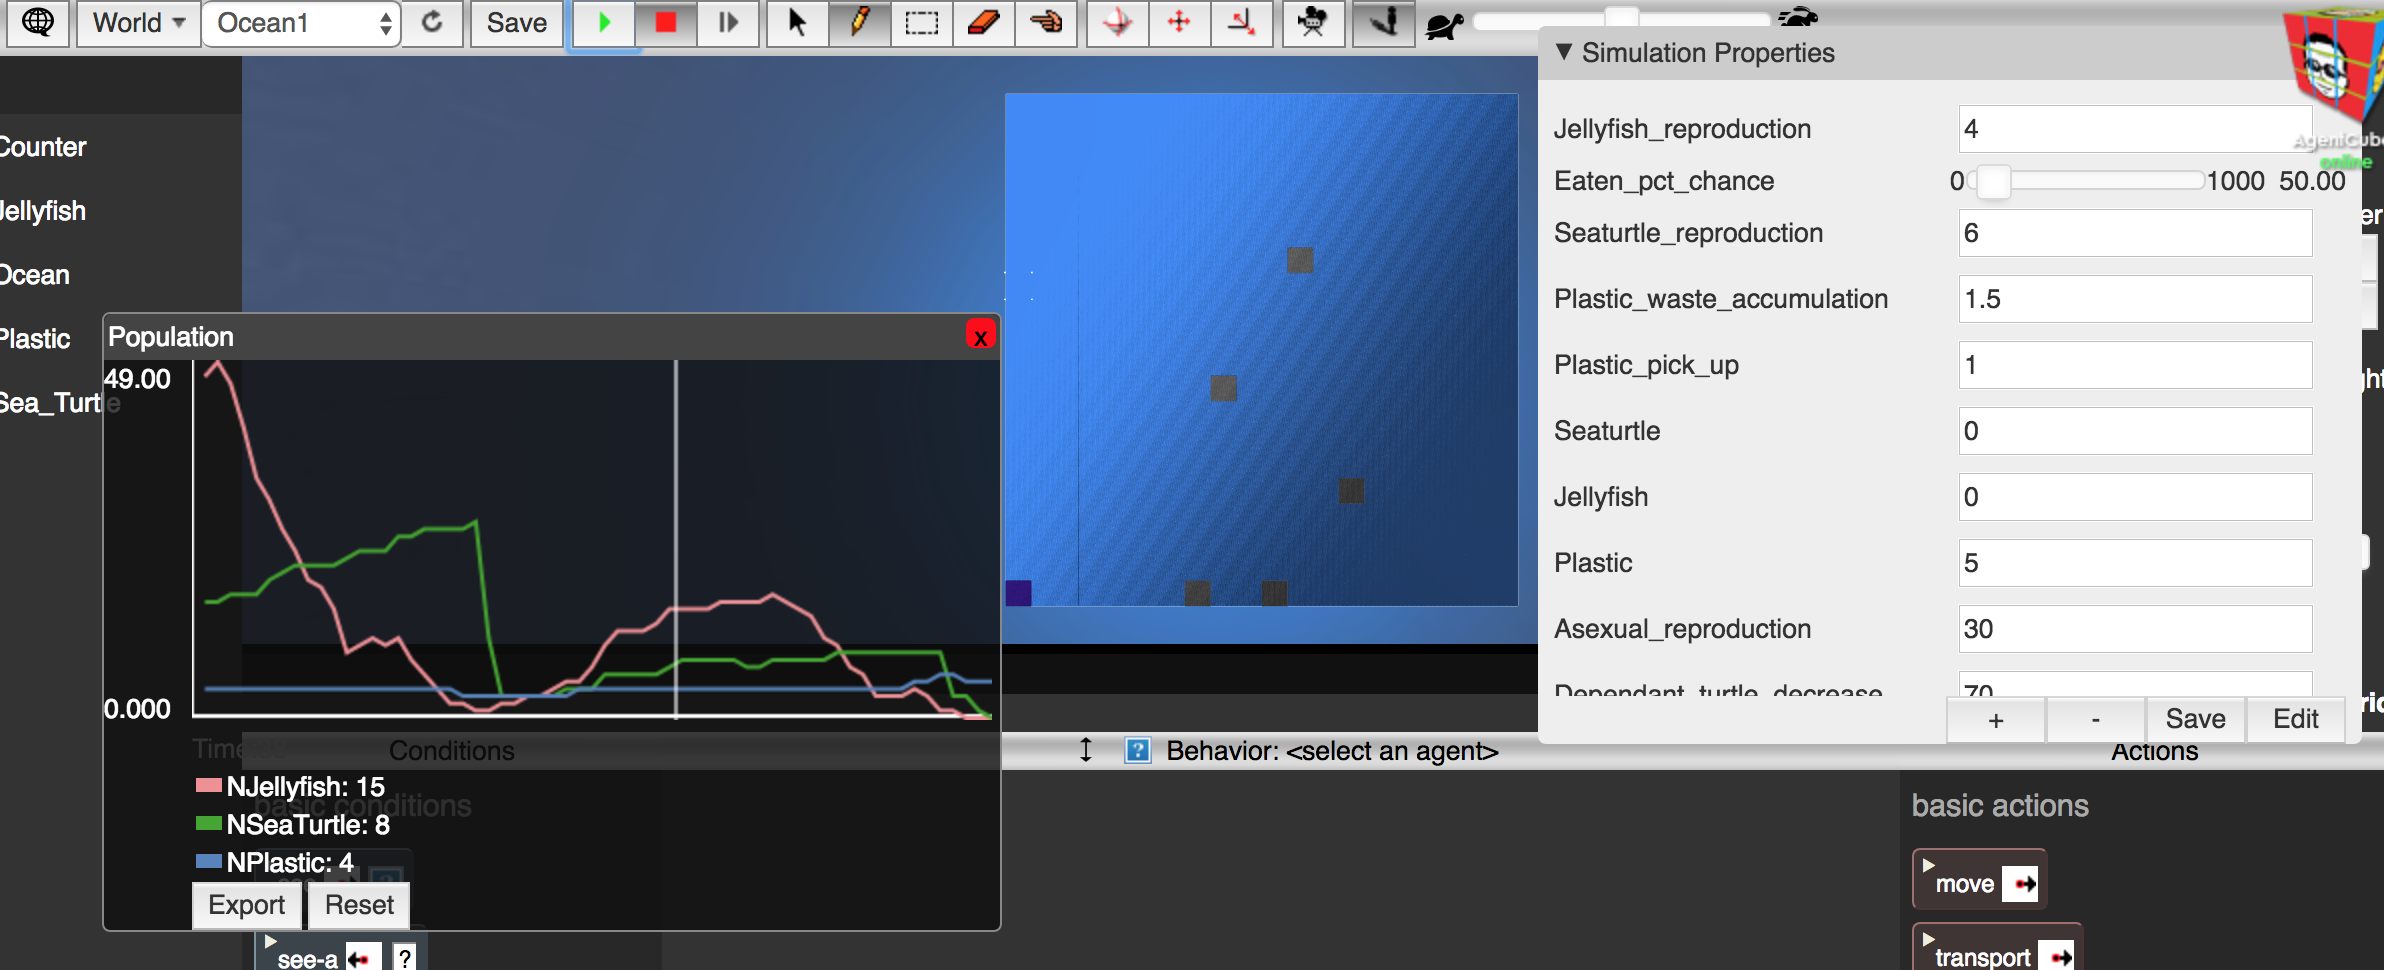 World ▼ Ocean1 Save
▼ Simulation Properties
Counter
Jellyfish
Ocean
Plastic
Sea_Turtle
Jellyfish_reproduction 4
AgentCube
online
Eaten_pct_chance 0 1000 50.00
Seaturtle_reproduction 6
Plastic_waste_accumulation 1.5
Plastic_pick_up 1
Seaturtle 0
Jellyfish 0
Plastic 5
Asexual_reproduction 30
Dependant_turtle_decrease 70
+ - Save Edit
Population x
49.00
0.000
Time
NJellyfish: 15
NSeaTurtle: 8
NPlastic: 4
Export Reset
Conditions
? Behavior: <select an agent>
Actions
basic conditions
see-a ?
basic actions
move
transport